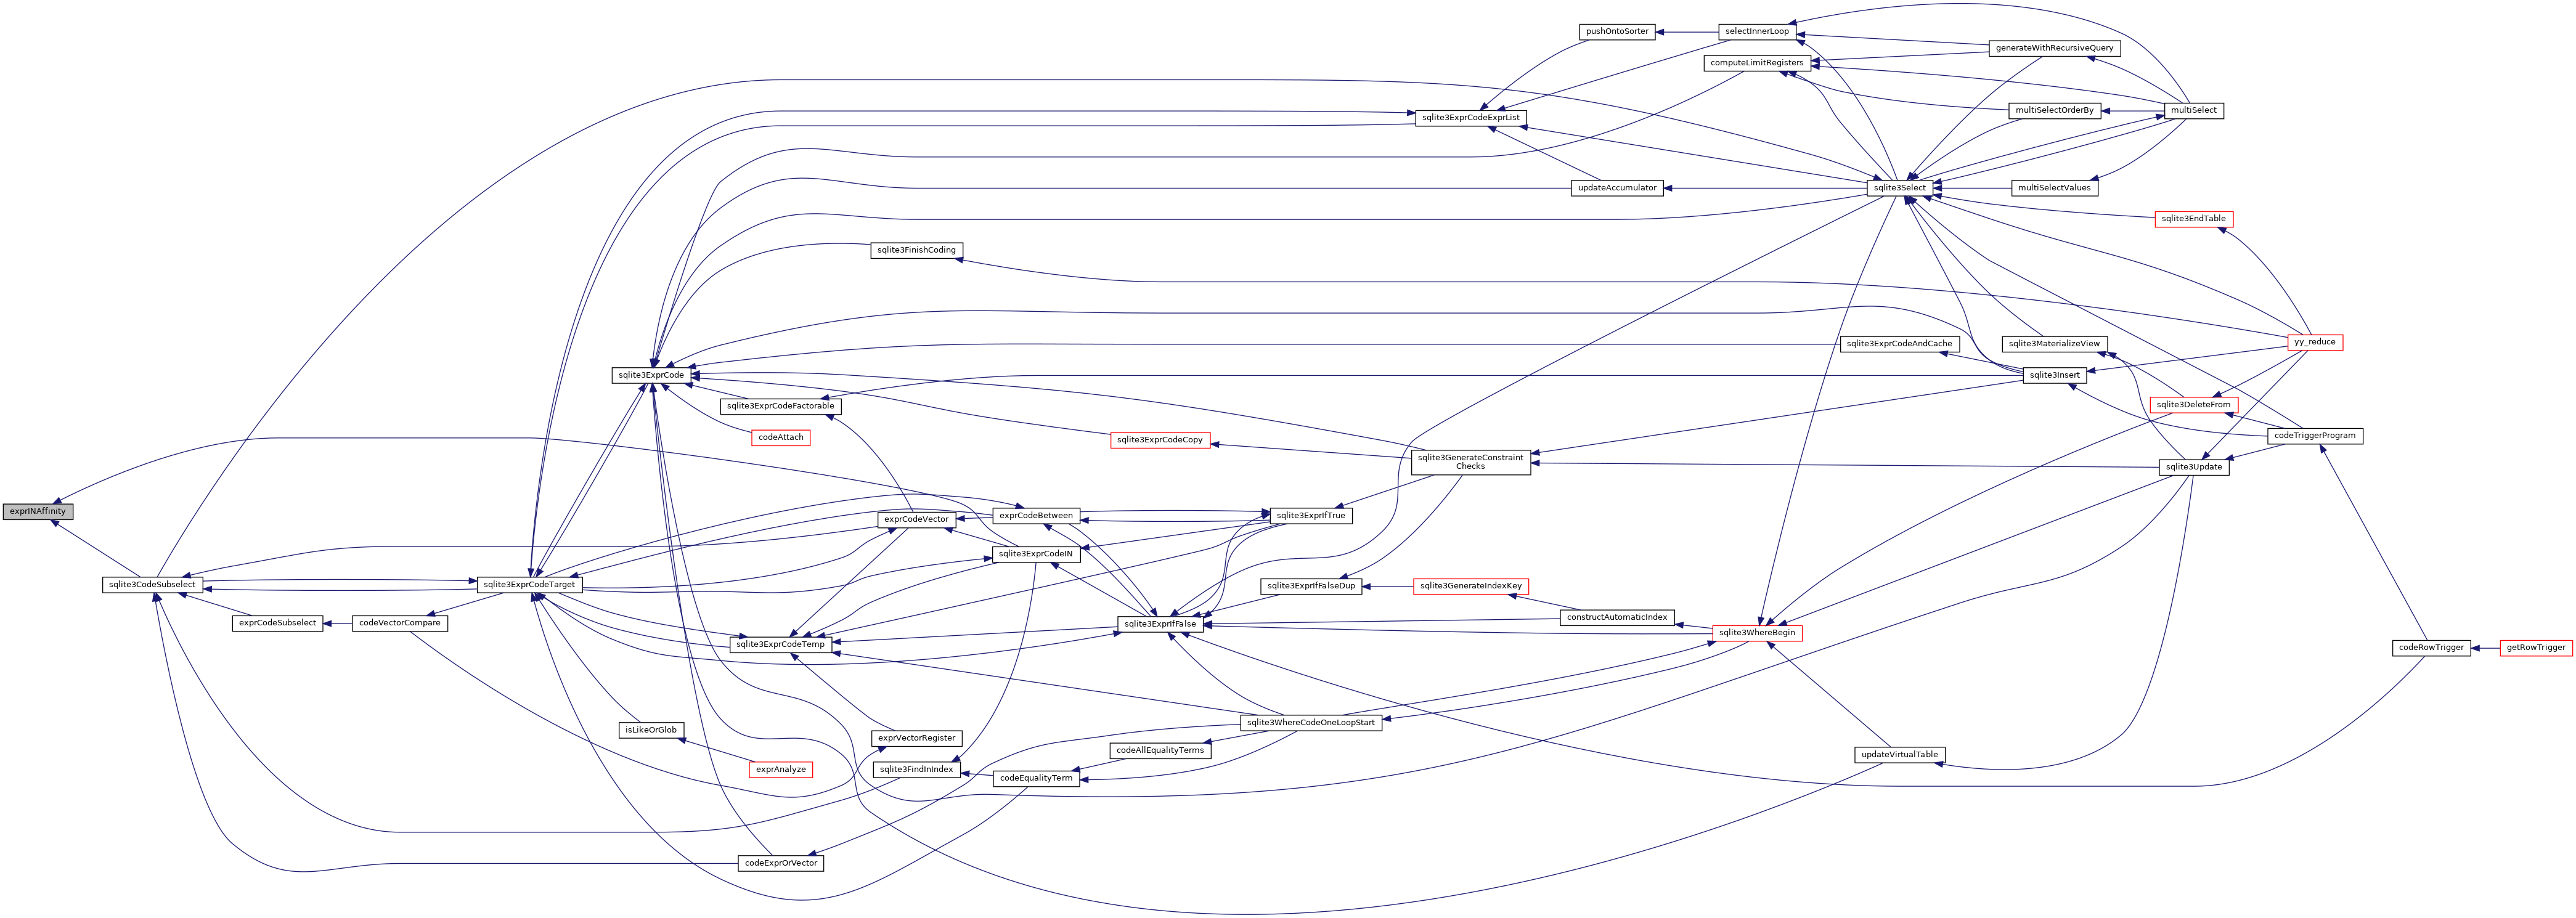 pushOntoSorter
selectInnerLoop
generateWithRecursiveQuery
computeLimitRegisters
multiSelectOrderBy
multiSelect
sqlite3ExprCodeExprList
updateAccumulator
sqlite3Select
multiSelectValues
sqlite3EndTable
sqlite3FinishCoding
yy_reduce
sqlite3ExprCodeAndCache
sqlite3MaterializeView
sqlite3ExprCode
sqlite3Insert
sqlite3ExprCodeFactorable
sqlite3DeleteFrom
codeAttach
sqlite3ExprCodeCopy
codeTriggerProgram
sqlite3GenerateConstraint
Checks
sqlite3Update
exprINAffinity
exprCodeVector
exprCodeBetween
sqlite3ExprIfTrue
sqlite3ExprCodeIN
sqlite3CodeSubselect
sqlite3ExprCodeTarget
sqlite3ExprIfFalseDup
sqlite3GenerateIndexKey
exprCodeSubselect
codeVectorCompare
sqlite3ExprIfFalse
constructAutomaticIndex
sqlite3WhereBegin
sqlite3ExprCodeTemp
codeRowTrigger
getRowTrigger
isLikeOrGlob
exprVectorRegister
sqlite3WhereCodeOneLoopStart
codeAllEqualityTerms
updateVirtualTable
exprAnalyze
sqlite3FindInIndex
codeEqualityTerm
codeExprOrVector